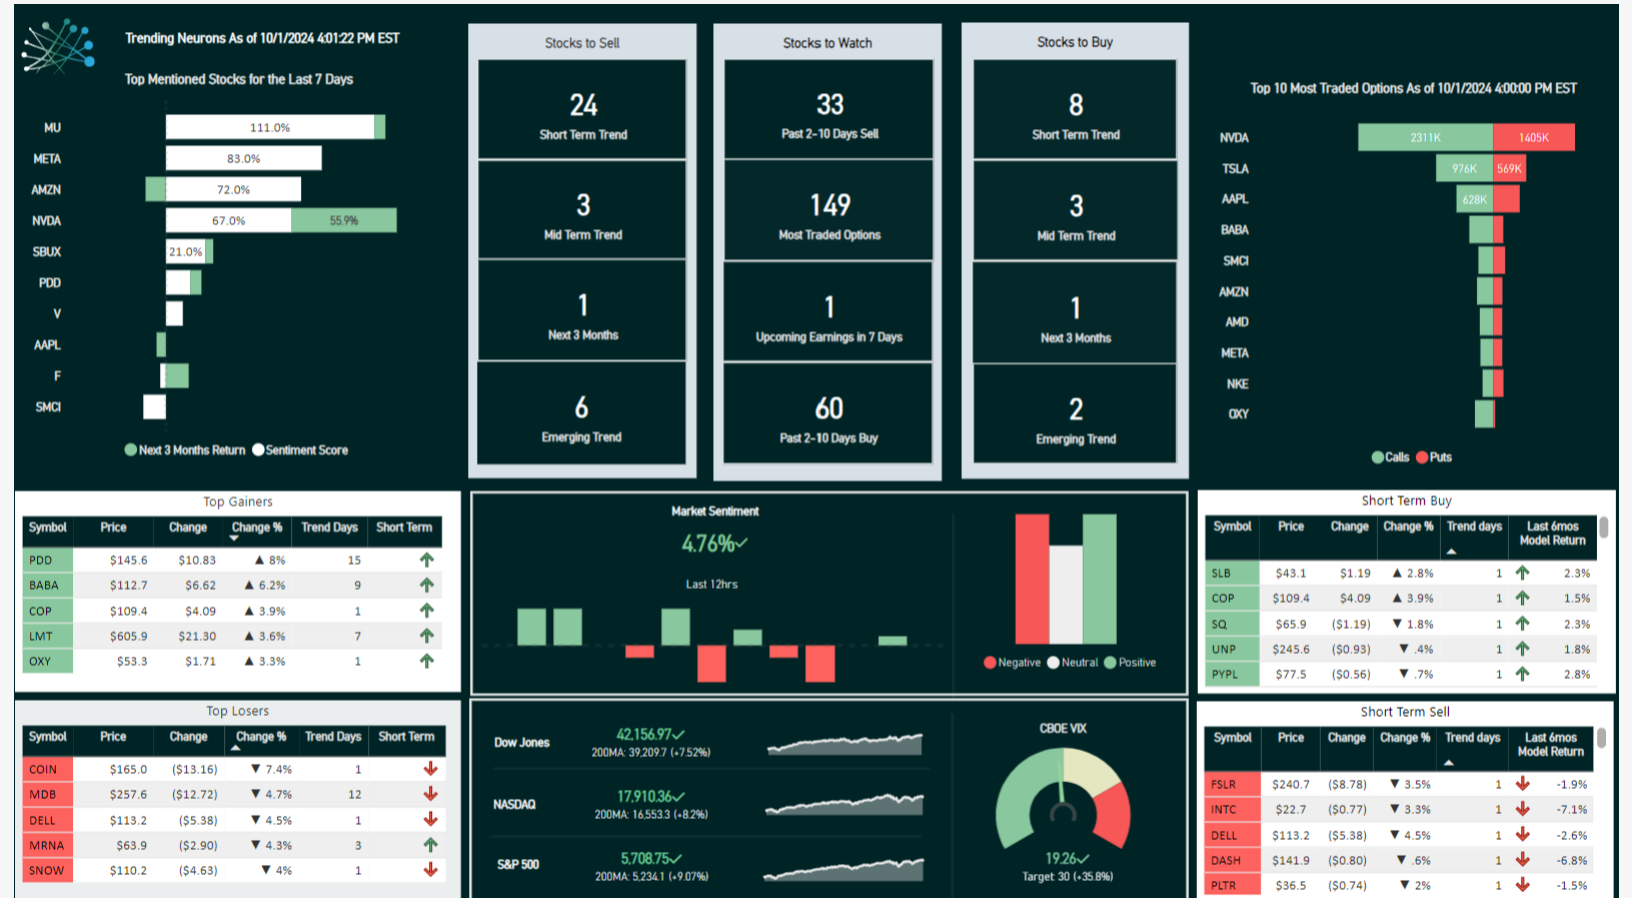 Trending Neurons As of 10/1/2024 4:01:22 PM EST
Top Mentioned Stocks for the Last 7 Days
MU 111.0%
META 83.0%
AMZN 72.0%
NVDA 67.0% 55.9%
SBUX 21.0%
PDD
V
AAPL
F
SMCI
Next 3 Months Return Sentiment Score
Stocks to Sell
24
Short Term Trend
3
Mid Term Trend
1
Next 3 Months
6
Emerging Trend
Stocks to Watch
33
Past 2-10 Days Sell
149
Most Traded Options
1
Upcoming Earnings in 7 Days
60
Past 2-10 Days Buy
Stocks to Buy
8
Short Term Trend
3
Mid Term Trend
1
Next 3 Months
2
Emerging Trend
Top 10 Most Traded Options As of 10/1/2024 4:00:00 PM EST
NVDA 2311K 1405K
TSLA 976K 569K
AAPL 628K
BABA
SMCI
AMZN
AMD
META
NKE
OXY
Calls Puts
Top Gainers
Symbol Price Change Change % Trend Days Short Term
PDD $145.6 $10.83 ▲ 8% 15
BABA $112.7 $6.62 ▲ 6.2% 9
COP $109.4 $4.09 ▲ 3.9% 1
LMT $605.9 $21.30 ▲ 3.6% 7
OXY $53.3 $1.71 ▲ 3.3% 1
Top Losers
Symbol Price Change Change % Trend Days Short Term
COIN $165.0 ($13.16) ▼ 7.4% 1
MDB $257.6 ($12.72) ▼ 4.7% 12
DELL $113.2 ($5.38) ▼ 4.5% 1
MRNA $63.9 ($2.90) ▼ 4.3% 3
SNOW $110.2 ($4.63) ▼ 4% 1
Market Sentiment
4.76%✓
Last 12hrs
Negative Neutral Positive
Dow Jones
42,156.97✓
200MA: 39,209.7 (+7.52%)
NASDAQ
17,910.36✓
200MA: 16,553.3 (+8.2%)
S&P 500
5,708.75✓
200MA: 5,234.1 (+9.07%)
CBOE VIX
19.26✓
Target 30 (+35.8%)
Short Term Buy
Symbol Price Change Change % Trend days Last 6mos
Model Return
SLB $43.1 $1.19 ▲ 2.8% 1 2.3%
COP $109.4 $4.09 ▲ 3.9% 1 1.5%
SQ $65.9 ($1.19) ▼ 1.8% 1 2.3%
UNP $245.6 ($0.93) ▼ .4% 1 1.8%
PYPL $77.5 ($0.56) ▼ .7% 1 2.8%
Short Term Sell
Symbol Price Change Change % Trend days Last 6mos
Model Return
FSLR $240.7 ($8.78) ▼ 3.5% 1 -1.9%
INTC $22.7 ($0.77) ▼ 3.3% 1 -7.1%
DELL $113.2 ($5.38) ▼ 4.5% 1 -2.6%
DASH $141.9 ($0.80) ▼ .6% 1 -6.8%
PLTR $36.5 ($0.74) ▼ 2% 1 -1.5%